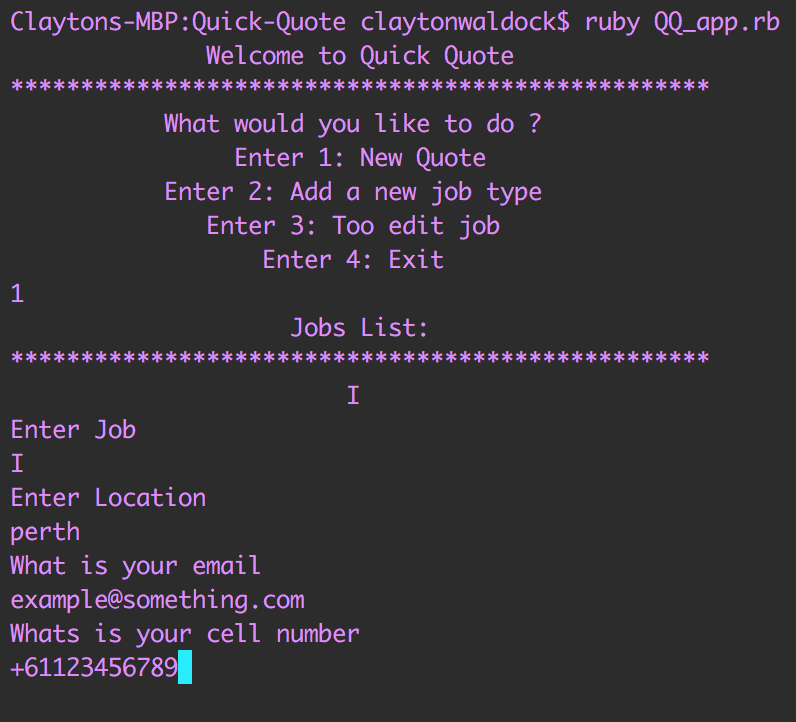 Claytons-MBP:Quick-Quote claytonwaldock$ ruby QQ_app.rb
Welcome to Quick Quote
**************************************************
What would you like to do ?
Enter 1: New Quote
Enter 2: Add a new job type
Enter 3: Too edit job
Enter 4: Exit
1
Jobs List:
**************************************************
I
Enter Job
I
Enter Location
perth
What is your email
example@something.com
Whats is your cell number
+61123456789